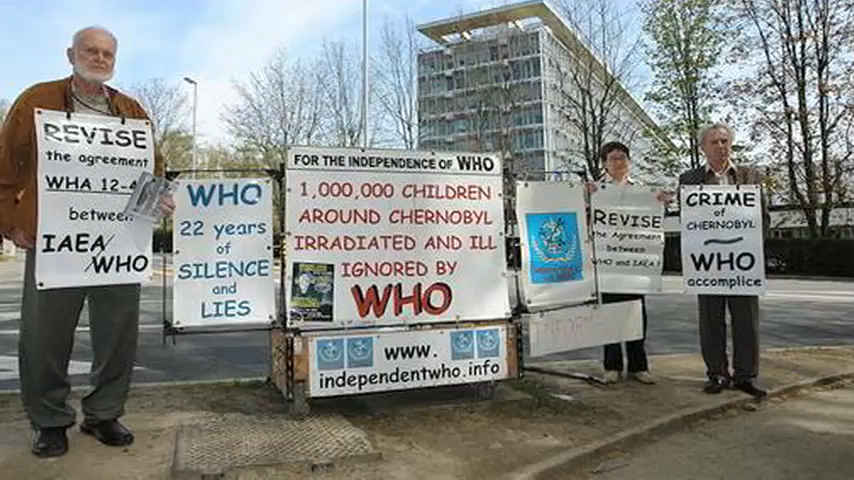 REVISE
the agreement
WHA 12-4
between
IAEA/
WHO
WHO
22 years
of
SILENCE
and
LIES
FOR THE INDEPENDENCE OF WHO
1,000,000 CHILDREN
AROUND CHERNOBYL
IRRADIATED AND ILL
IGNORED BY
WHO
www.
independentwho.info
REVISE
the Agreement
between
WHO and IAEA!
CRIME
of
CHERNOBYL
WHO
accomplice